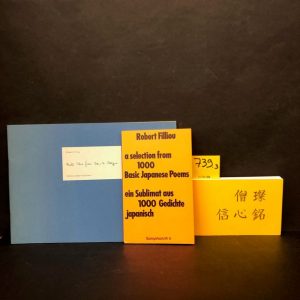 Robert Filliou
a selection from
1000
Basic Japanese Poems
ein Sublimat aus
1000 Gedichte
japanisch
739 3
僧璨
信心銘